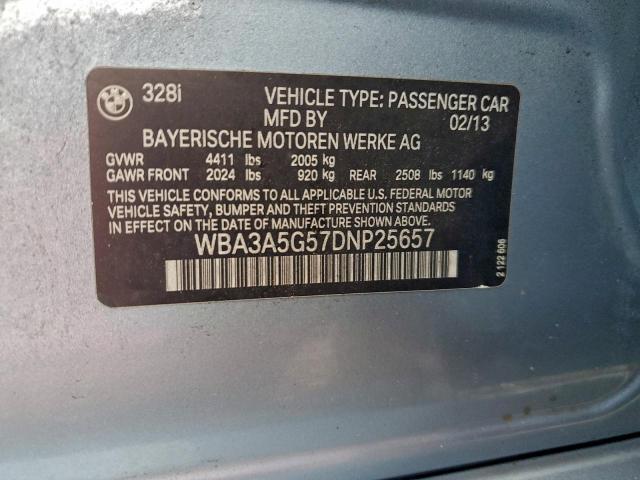 BMW 328i VEHICLE TYPE: PASSENGER CAR
MFD BY 02/13
BAYERISCHE MOTOREN WERKE AG
GVWR 4411 lbs 2005 kg
GAWR FRONT 2024 lbs 920 kg REAR 2508 lbs 1140 kg
THIS VEHICLE CONFORMS TO ALL APPLICABLE U.S. FEDERAL MOTOR
VEHICLE SAFETY, BUMPER AND THEFT PREVENTION STANDARDS
IN EFFECT ON THE DATE OF MANUFACTURE SHOWN ABOVE.
WBA3A5G57DNP25657
2 122 606